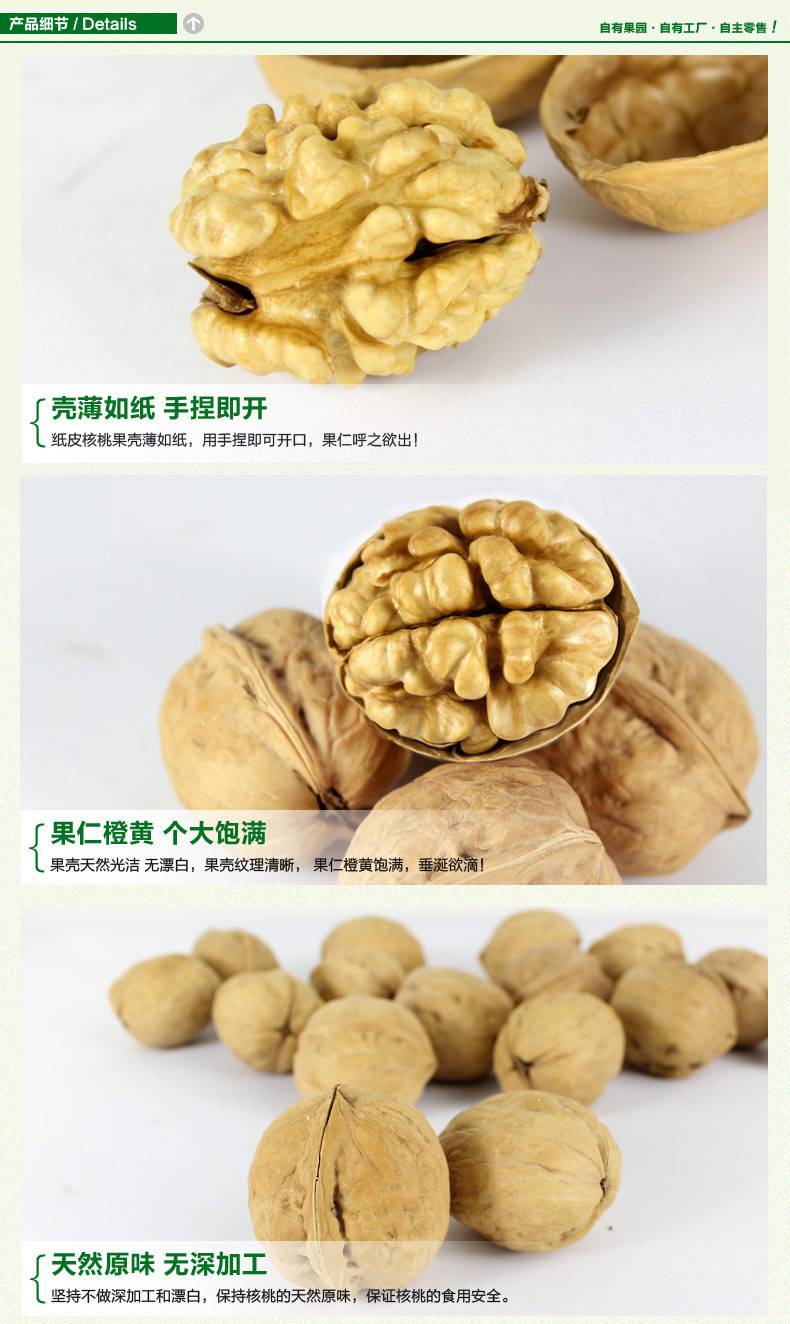 产品细节 / Details
自有果园·自有工厂·自主零售!
壳薄如纸 手捏即开
纸皮核桃果壳薄如纸，用手捏即可开口，果仁呼之欲出!
果仁橙黄 个大饱满
果壳天然光洁 无漂白，果壳纹理清晰， 果仁橙黄饱满，垂涎欲滴!
天然原味 无深加工
坚持不做深加工和漂白，保持核桃的天然原味，保证核桃的食用安全。